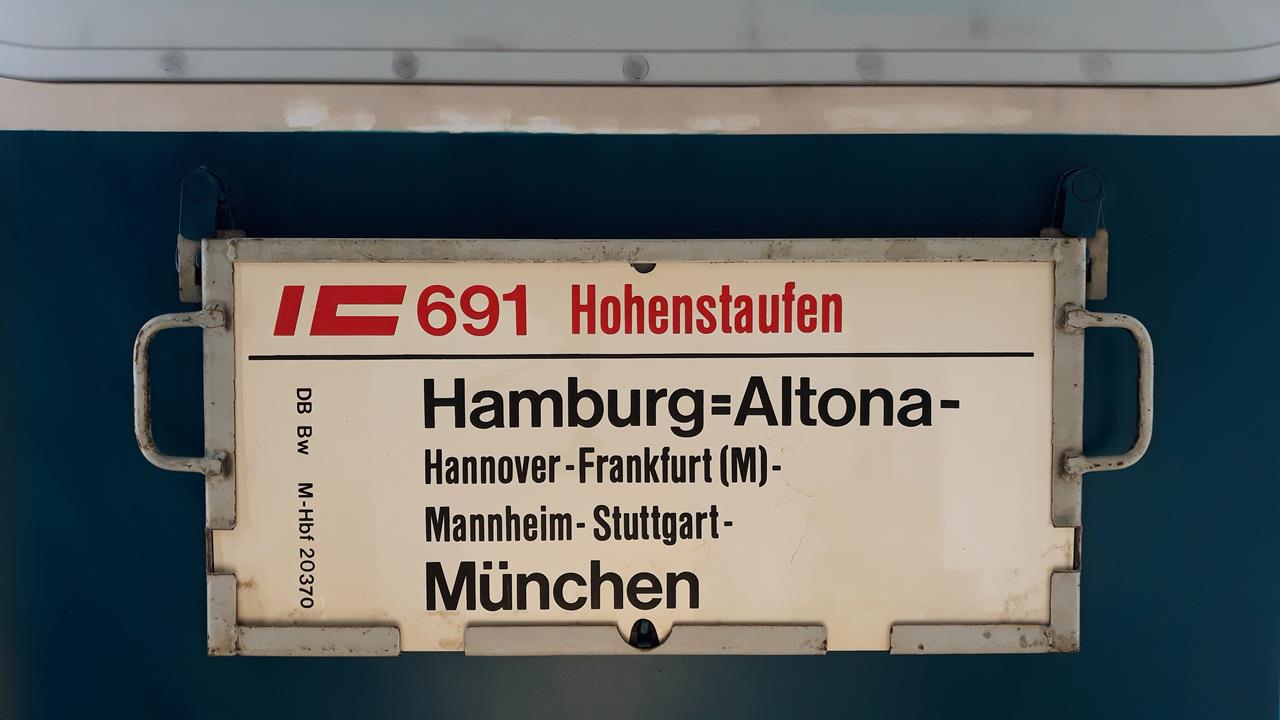 IC 691 Hohenstaufen
Hamburg=Altona-
Hannover-Frankfurt (M)-
Mannheim-Stuttgart-
München
DB Bw M-Hbf 20370